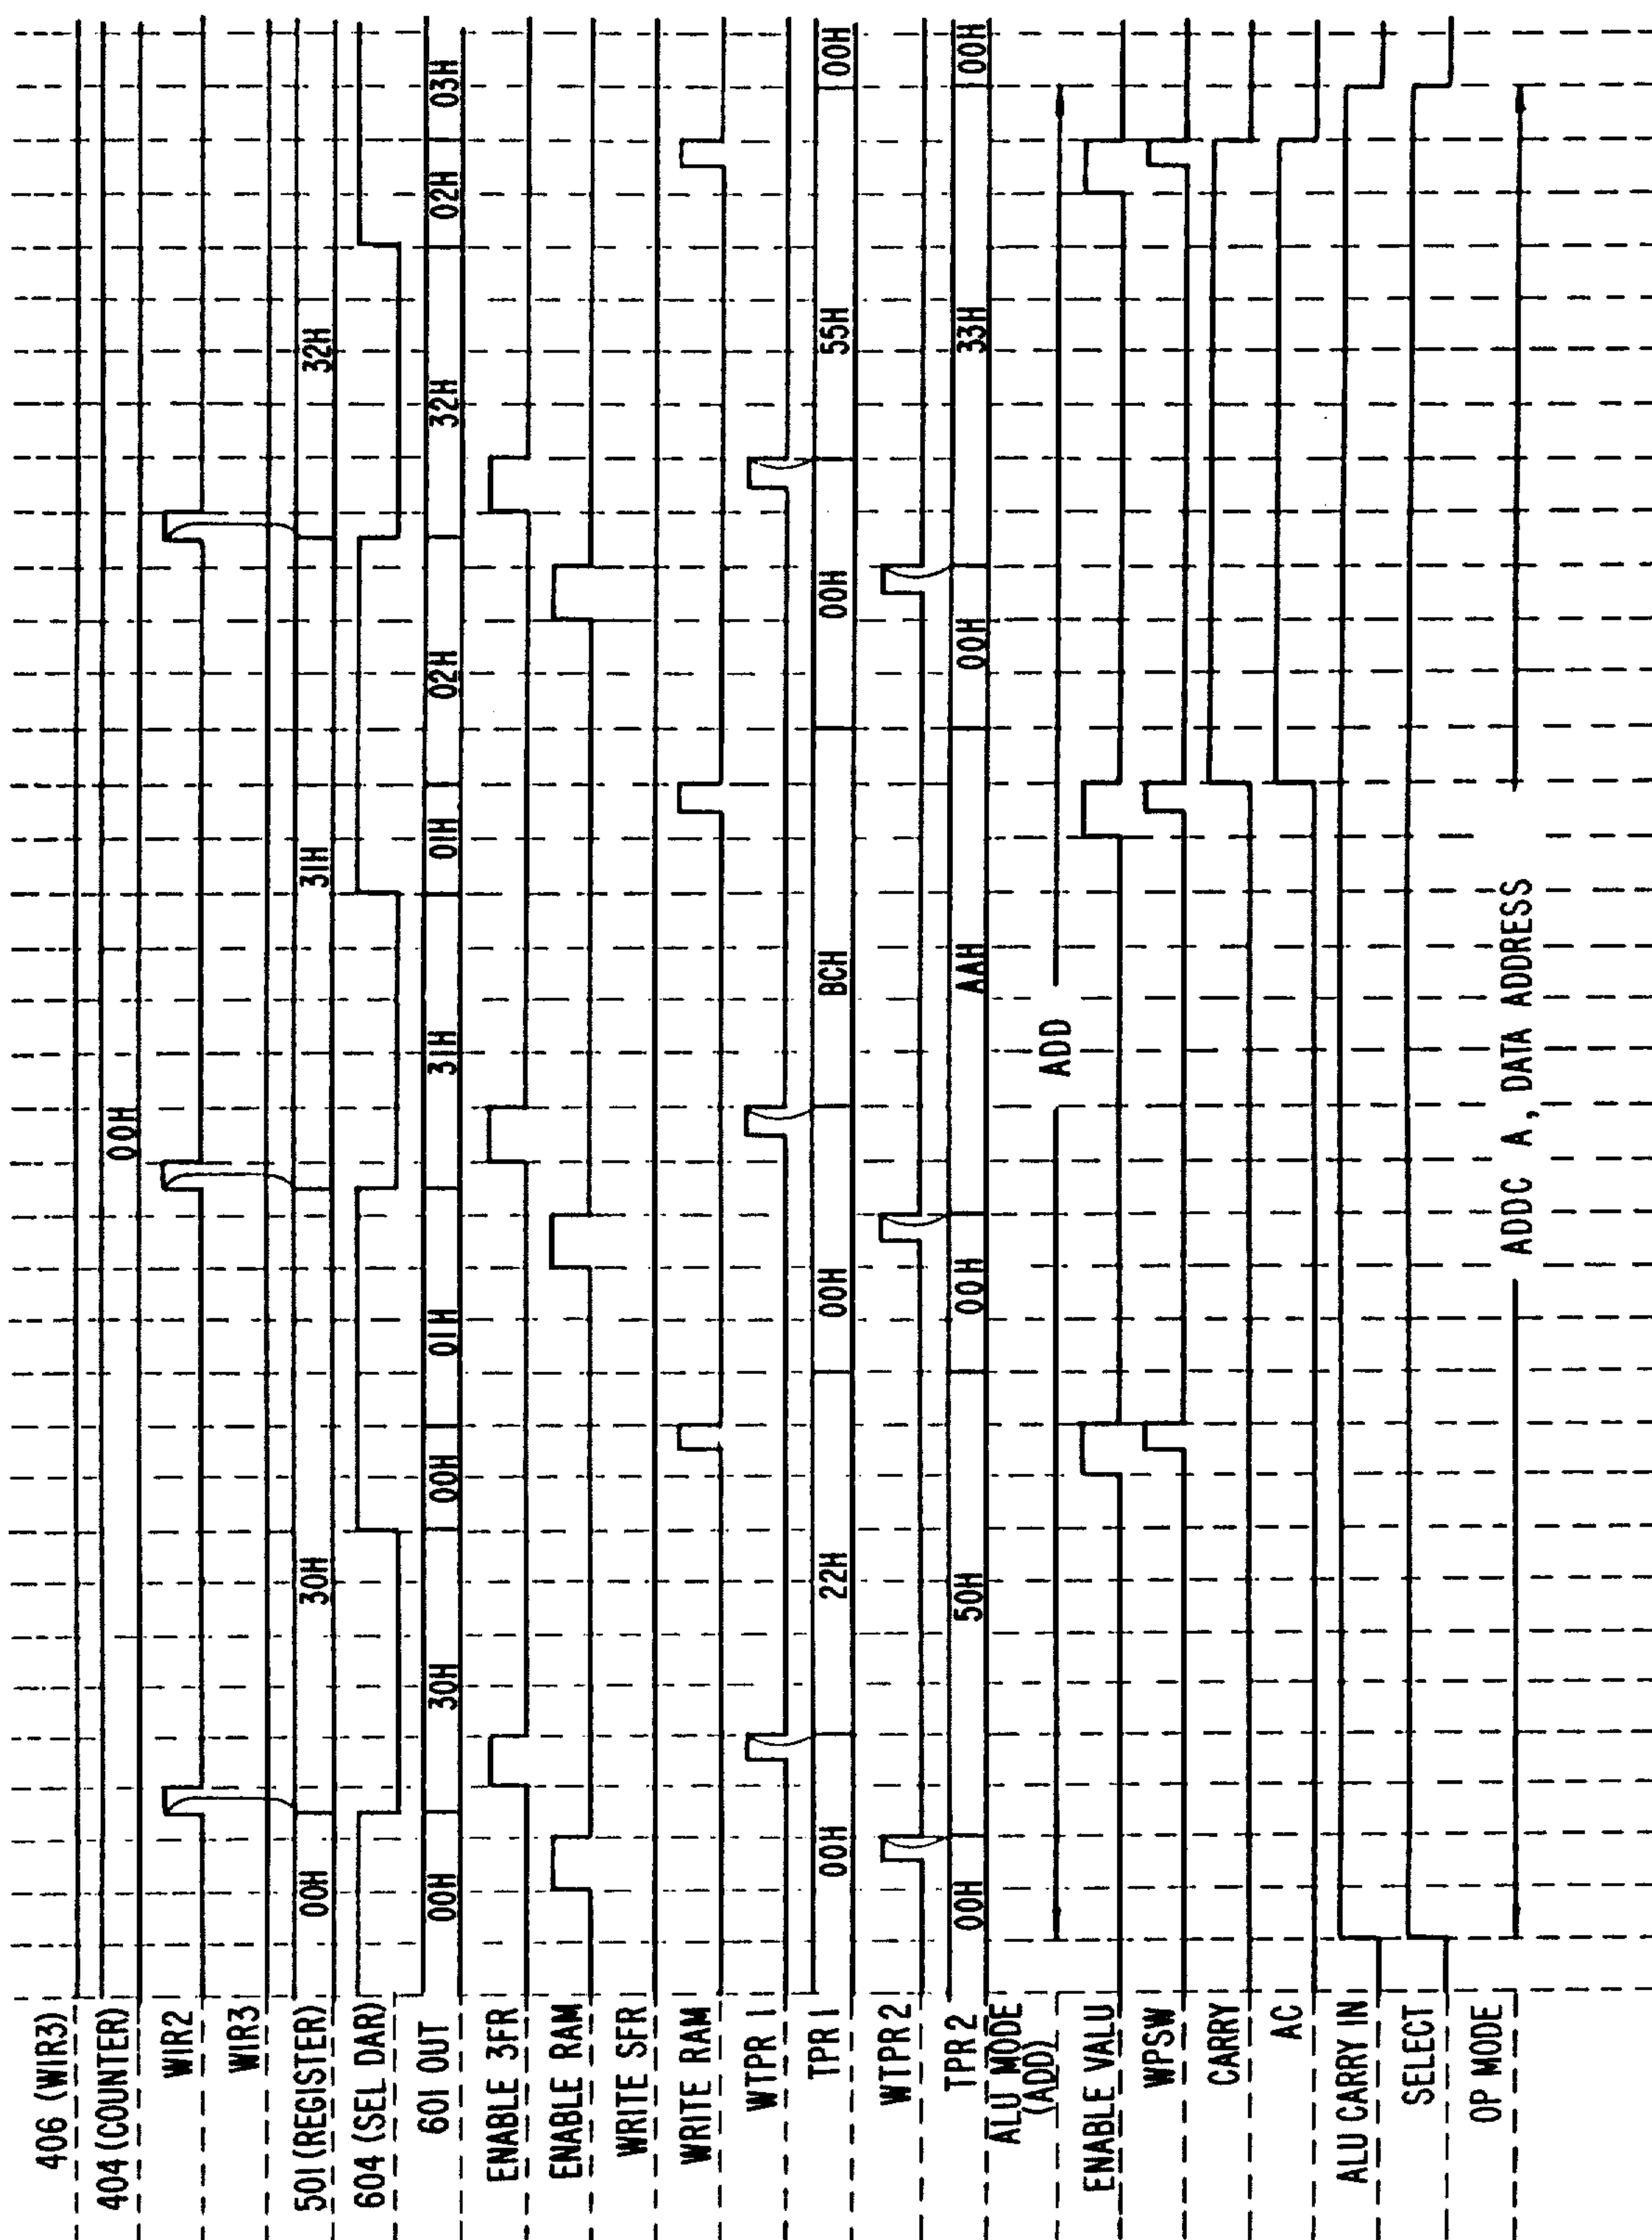 406 (WIR3)
404 (COUNTER) 00H
WIR2
WIR3
501 (REGISTER) 00H 30H 31H 32H
604 (SEL DAR)
601 OUT 00H 30H 00H 01H 31H 01H 02H 32H 02H 03H
ENABLE 3FR
ENABLE RAM
WRITE SFR
WRITE RAM
WTPR 1
TPR 1 00H 22H 00H BCH 00H 55H 00H
WTPR 2
TPR 2 00H 50H 00H AAH 00H 33H 00H
ALU MODE
(ADD) ADD
ENABLE VALU
WPSW
CARRY
AC
ALU CARRY IN
SELECT
OP MODE ADDC A, DATA ADDRESS